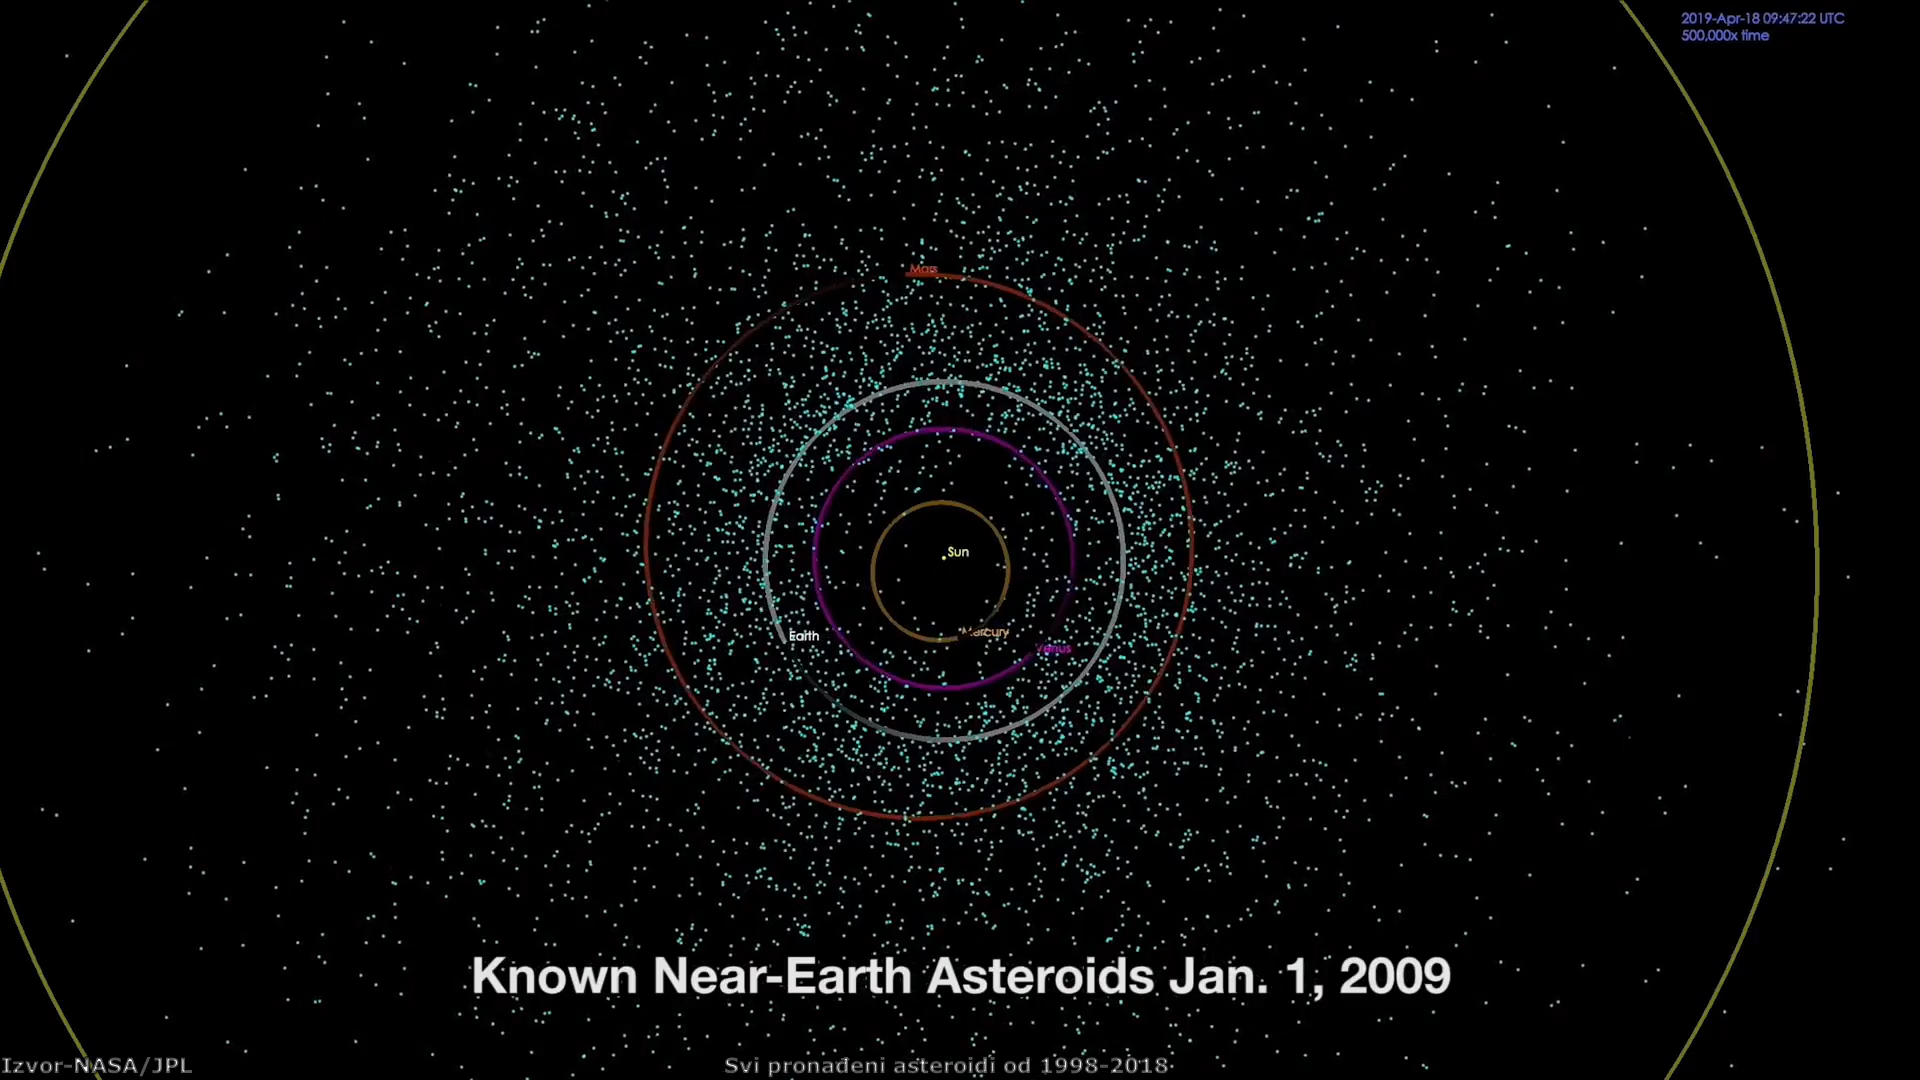 2019-Apr-18 09:47:22 UTC
500,000x time
Mars
Sun
Earth
Mercury
Venus
Known Near-Earth Asteroids Jan. 1, 2009
Izvor-NASA/JPL
Svi pronađeni asteroidi od 1998-2018